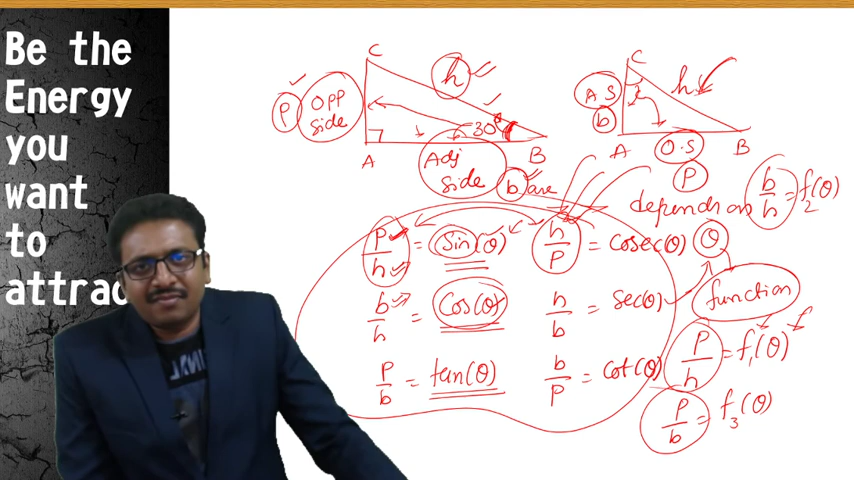 Be the
Energy
you
want
to
attrac
C
h
P
opp
side
30°
A
Adj
side
B
b are
C
A S
b
h
A
O.S
B
P
depends on θ
b/h = f₂(θ)
P/h = sin(θ)
h/P = cosec(θ)
b/h = cos(θ)
h/b = sec(θ)
function
P/b = tan(θ)
b/P = cot(θ)
P/h = f₁(θ)
P/b = f₃(θ)